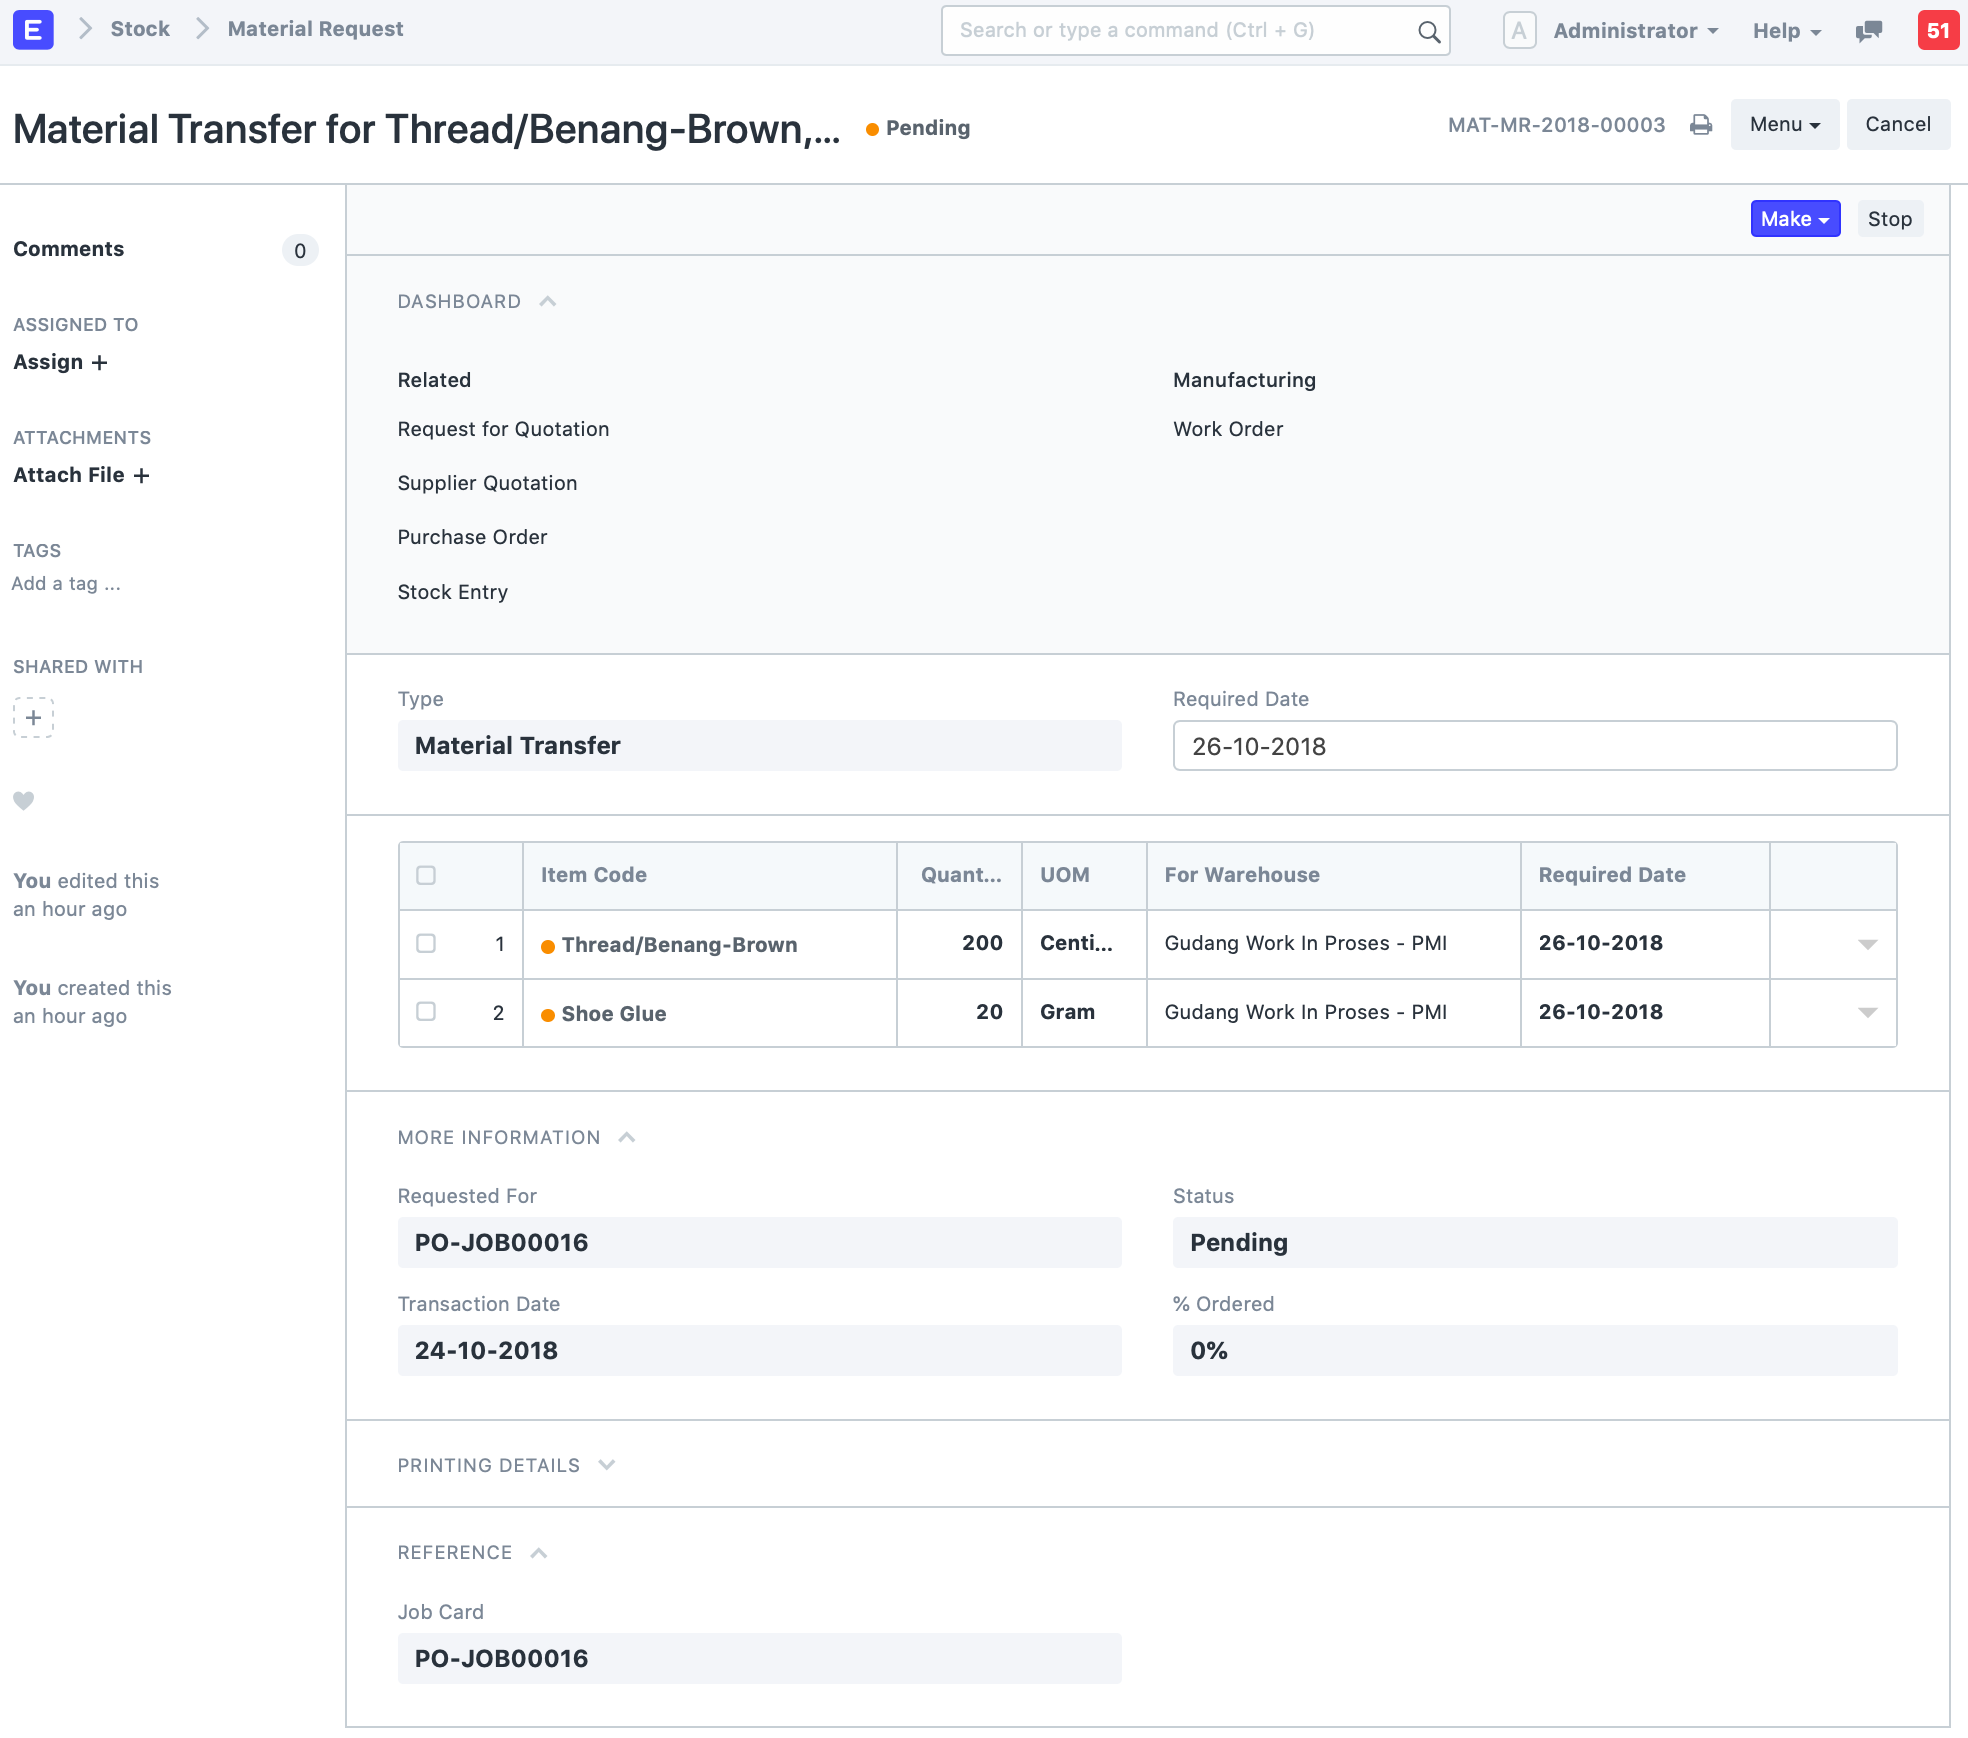 E Stock Material Request Search or type a command (Ctrl + G) A Administrator Help 51
Material Transfer for Thread/Benang-Brown,... Pending MAT-MR-2018-00003 Menu Cancel
Make Stop
Comments 0
ASSIGNED TO
Assign +
ATTACHMENTS
Attach File +
TAGS
Add a tag ...
SHARED WITH
+
You edited this
an hour ago
You created this
an hour ago
DASHBOARD
Related Manufacturing
Request for Quotation Work Order
Supplier Quotation
Purchase Order
Stock Entry
Type Required Date
Material Transfer 26-10-2018
Item Code Quant... UOM For Warehouse Required Date
1 Thread/Benang-Brown 200 Centi... Gudang Work In Proses - PMI 26-10-2018
2 Shoe Glue 20 Gram Gudang Work In Proses - PMI 26-10-2018
MORE INFORMATION
Requested For Status
PO-JOB00016 Pending
Transaction Date % Ordered
24-10-2018 0%
PRINTING DETAILS
REFERENCE
Job Card
PO-JOB00016